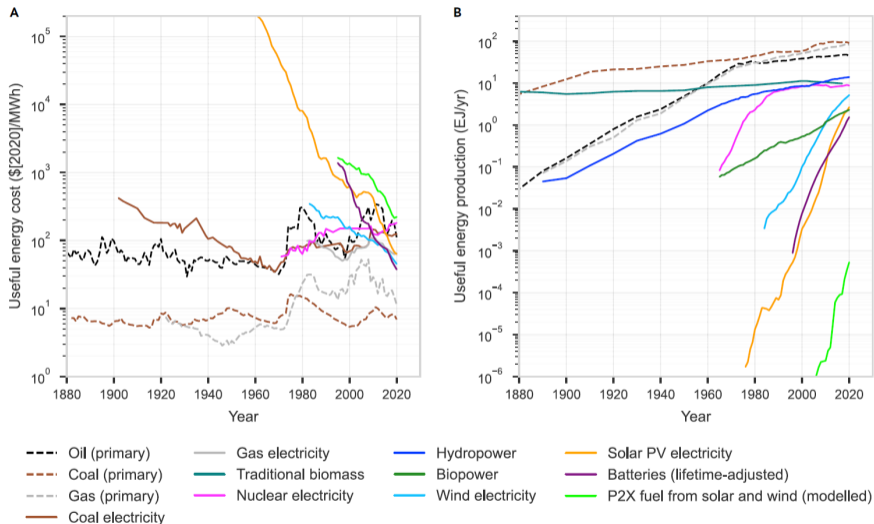 A
B
Useful energy cost ($[2020]/MWh)
10^5
10^4
10^3
10^2
10^1
10^0
1880 1900 1920 1940 1960 1980 2000 2020
Year
Useful energy production (EJ/yr)
10^2
10^1
10^0
10^-1
10^-2
10^-3
10^-4
10^-5
10^-6
1880 1900 1920 1940 1960 1980 2000 2020
Year
Oil (primary)
Coal (primary)
Gas (primary)
Coal electricity
Gas electricity
Traditional biomass
Nuclear electricity
Hydropower
Biopower
Wind electricity
Solar PV electricity
Batteries (lifetime-adjusted)
P2X fuel from solar and wind (modelled)